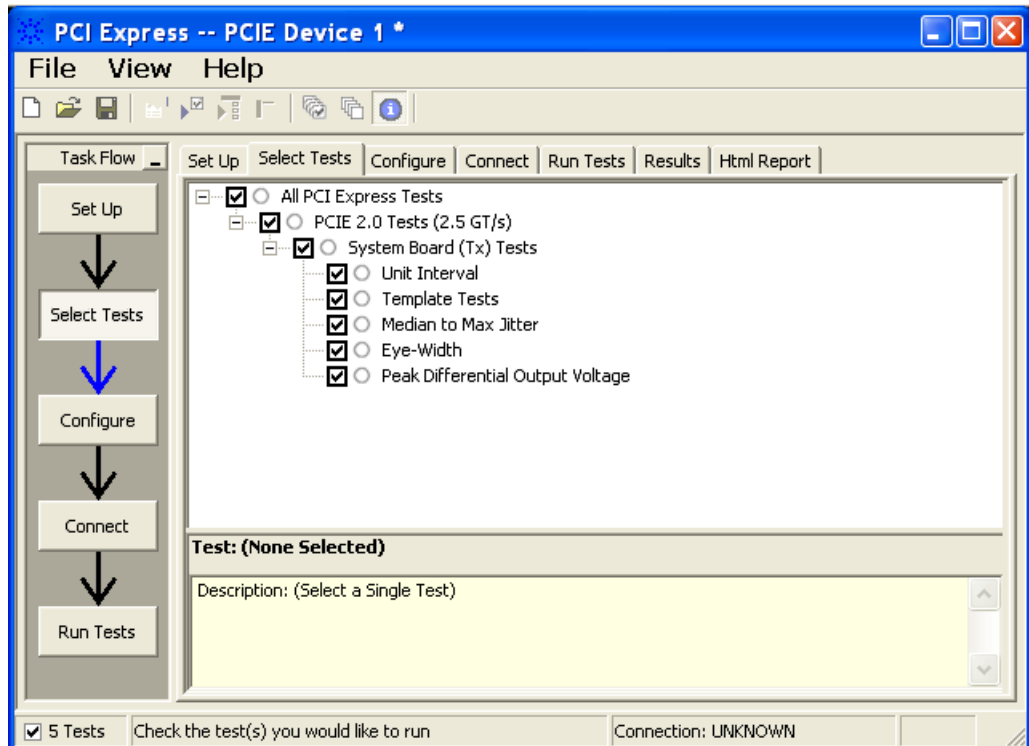 PCI Express -- PCIE Device 1 *
File View Help
Task Flow
Set Up Select Tests Configure Connect Run Tests Results Html Report
Set Up
Select Tests
Configure
Connect
Run Tests
All PCI Express Tests
PCIE 2.0 Tests (2.5 GT/s)
System Board (Tx) Tests
Unit Interval
Template Tests
Median to Max Jitter
Eye-Width
Peak Differential Output Voltage
Test: (None Selected)
Description: (Select a Single Test)
5 Tests Check the test(s) you would like to run Connection: UNKNOWN